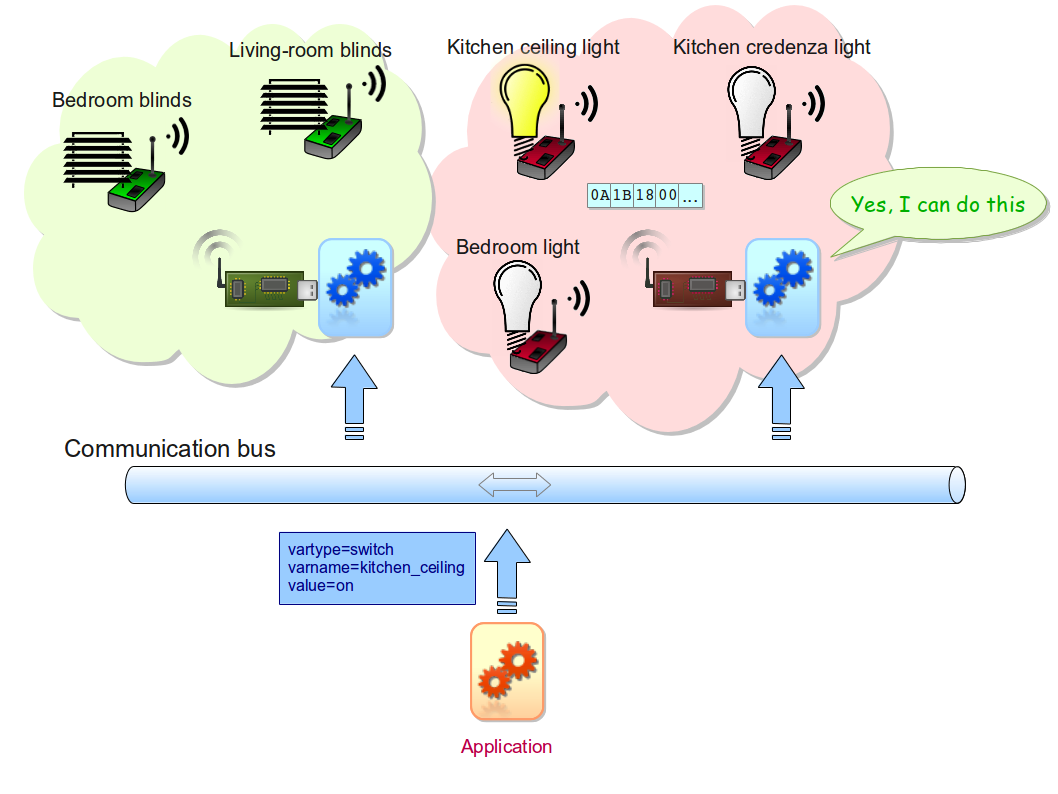 Living-room blinds
Kitchen ceiling light
Kitchen credenza light
Bedroom blinds
0A 1B 18 00 ...
Yes, I can do this
Bedroom light
Communication bus
vartype=switch
varname=kitchen_ceiling
value=on
Application